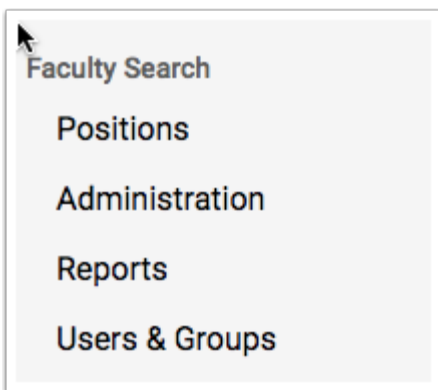 Faculty Search
Positions
Administration
Reports
Users & Groups